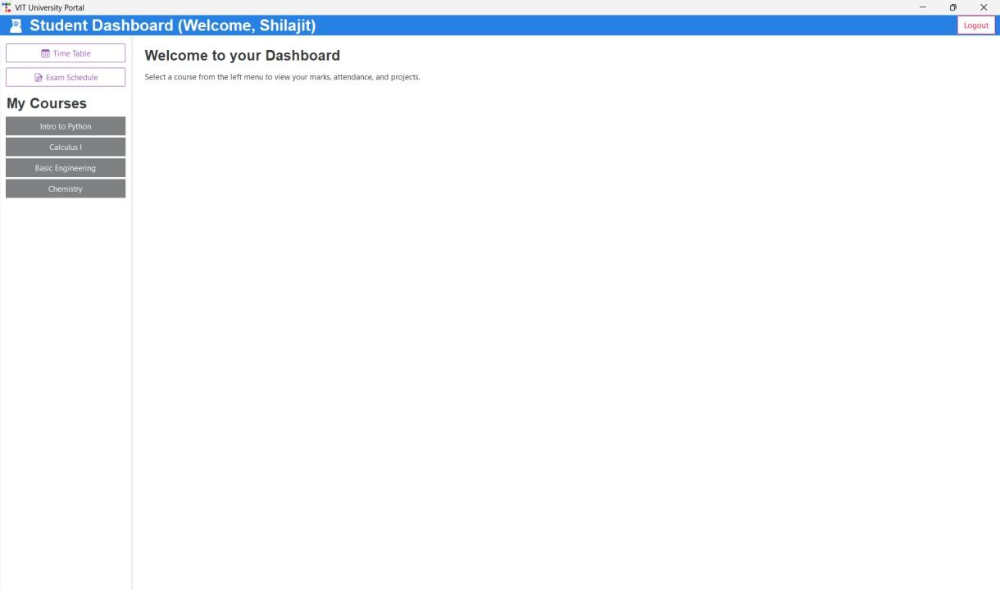 VIT University Portal
Student Dashboard (Welcome, Shilajit)
Logout
Time Table
Exam Schedule
My Courses
Intro to Python
Calculus I
Basic Engineering
Chemistry
Welcome to your Dashboard
Select a course from the left menu to view your marks, attendance, and projects.